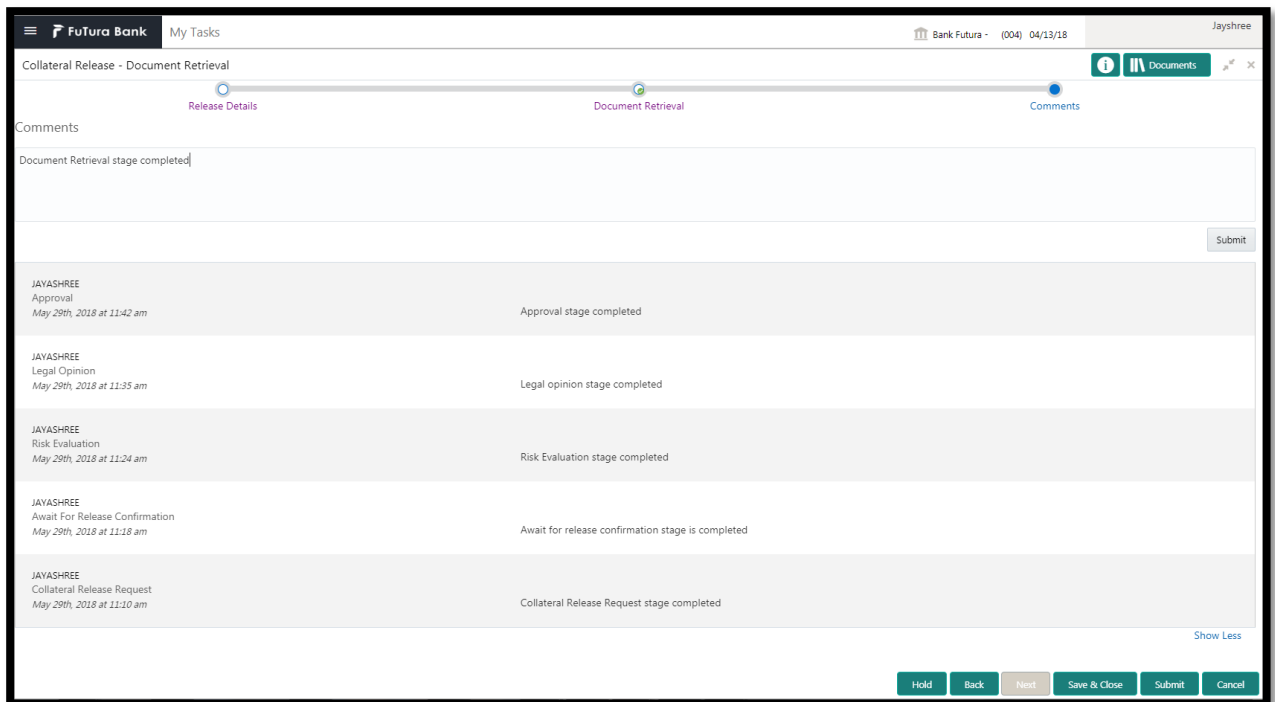 FuTura Bank My Tasks Bank Futura - (004) 04/13/18 Jayshree
Collateral Release - Document Retrieval i Documents
Release Details Document Retrieval Comments
Comments
Document Retrieval stage completed
Submit
JAYASHREE
Approval
May 29th, 2018 at 11:42 am Approval stage completed
JAYASHREE
Legal Opinion
May 29th, 2018 at 11:35 am Legal opinion stage completed
JAYASHREE
Risk Evaluation
May 29th, 2018 at 11:24 am Risk Evaluation stage completed
JAYASHREE
Await For Release Confirmation
May 29th, 2018 at 11:18 am Await for release confirmation stage is completed
JAYASHREE
Collateral Release Request
May 29th, 2018 at 11:10 am Collateral Release Request stage completed
Show Less
Hold Back Next Save & Close Submit Cancel